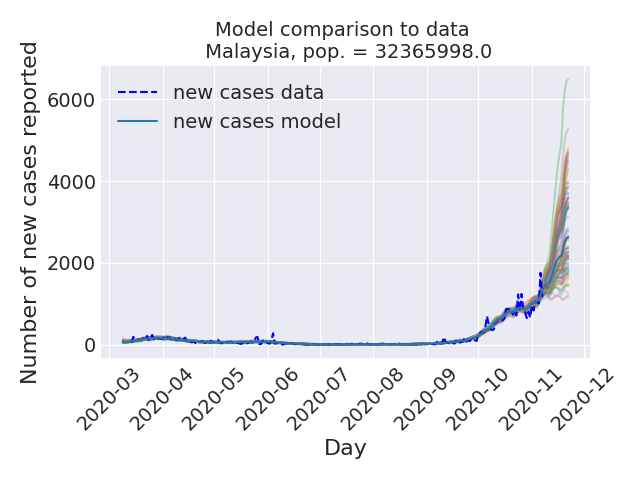 Model comparison to data
Malaysia, pop. = 32365998.0
Number of new cases reported
6000
4000
2000
0
new cases data
new cases model
2020-03
2020-04
2020-05
2020-06
2020-07
2020-08
2020-09
2020-10
2020-11
2020-12
Day